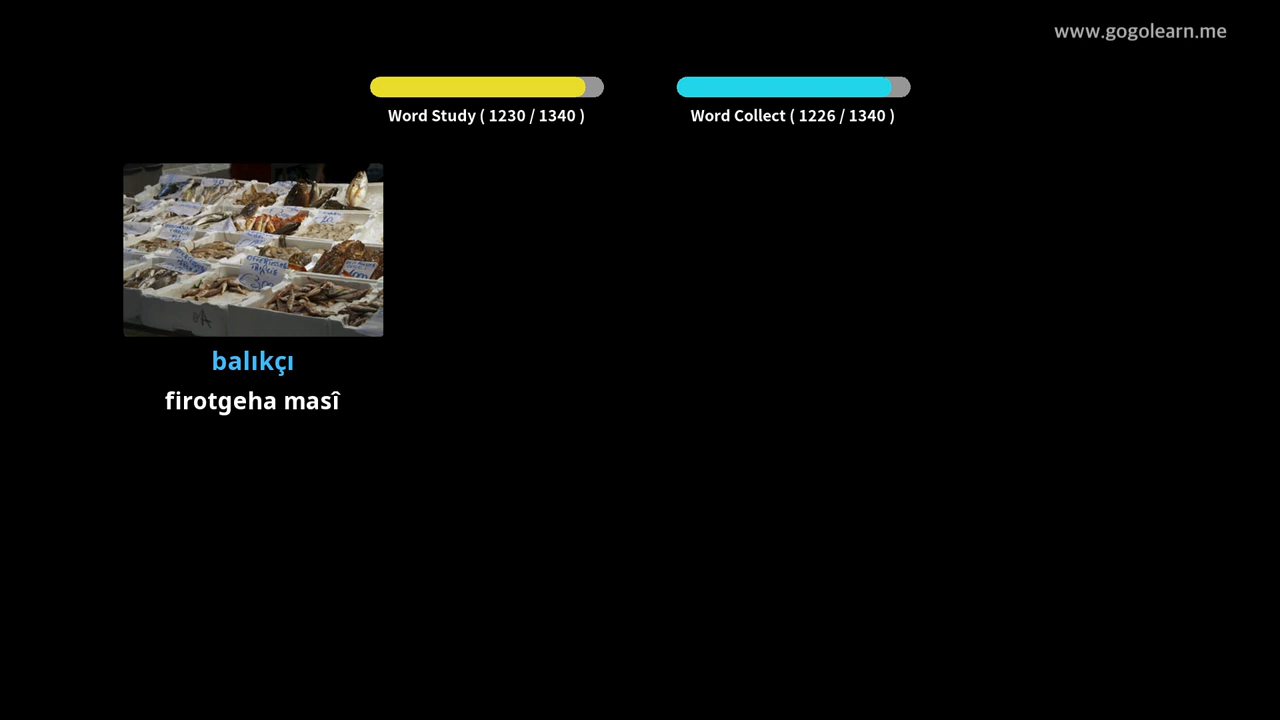 www.gogolearn.me
Word Study ( 1230 / 1340 )
Word Collect ( 1226 / 1340 )
balıkçı
firotgeha masî